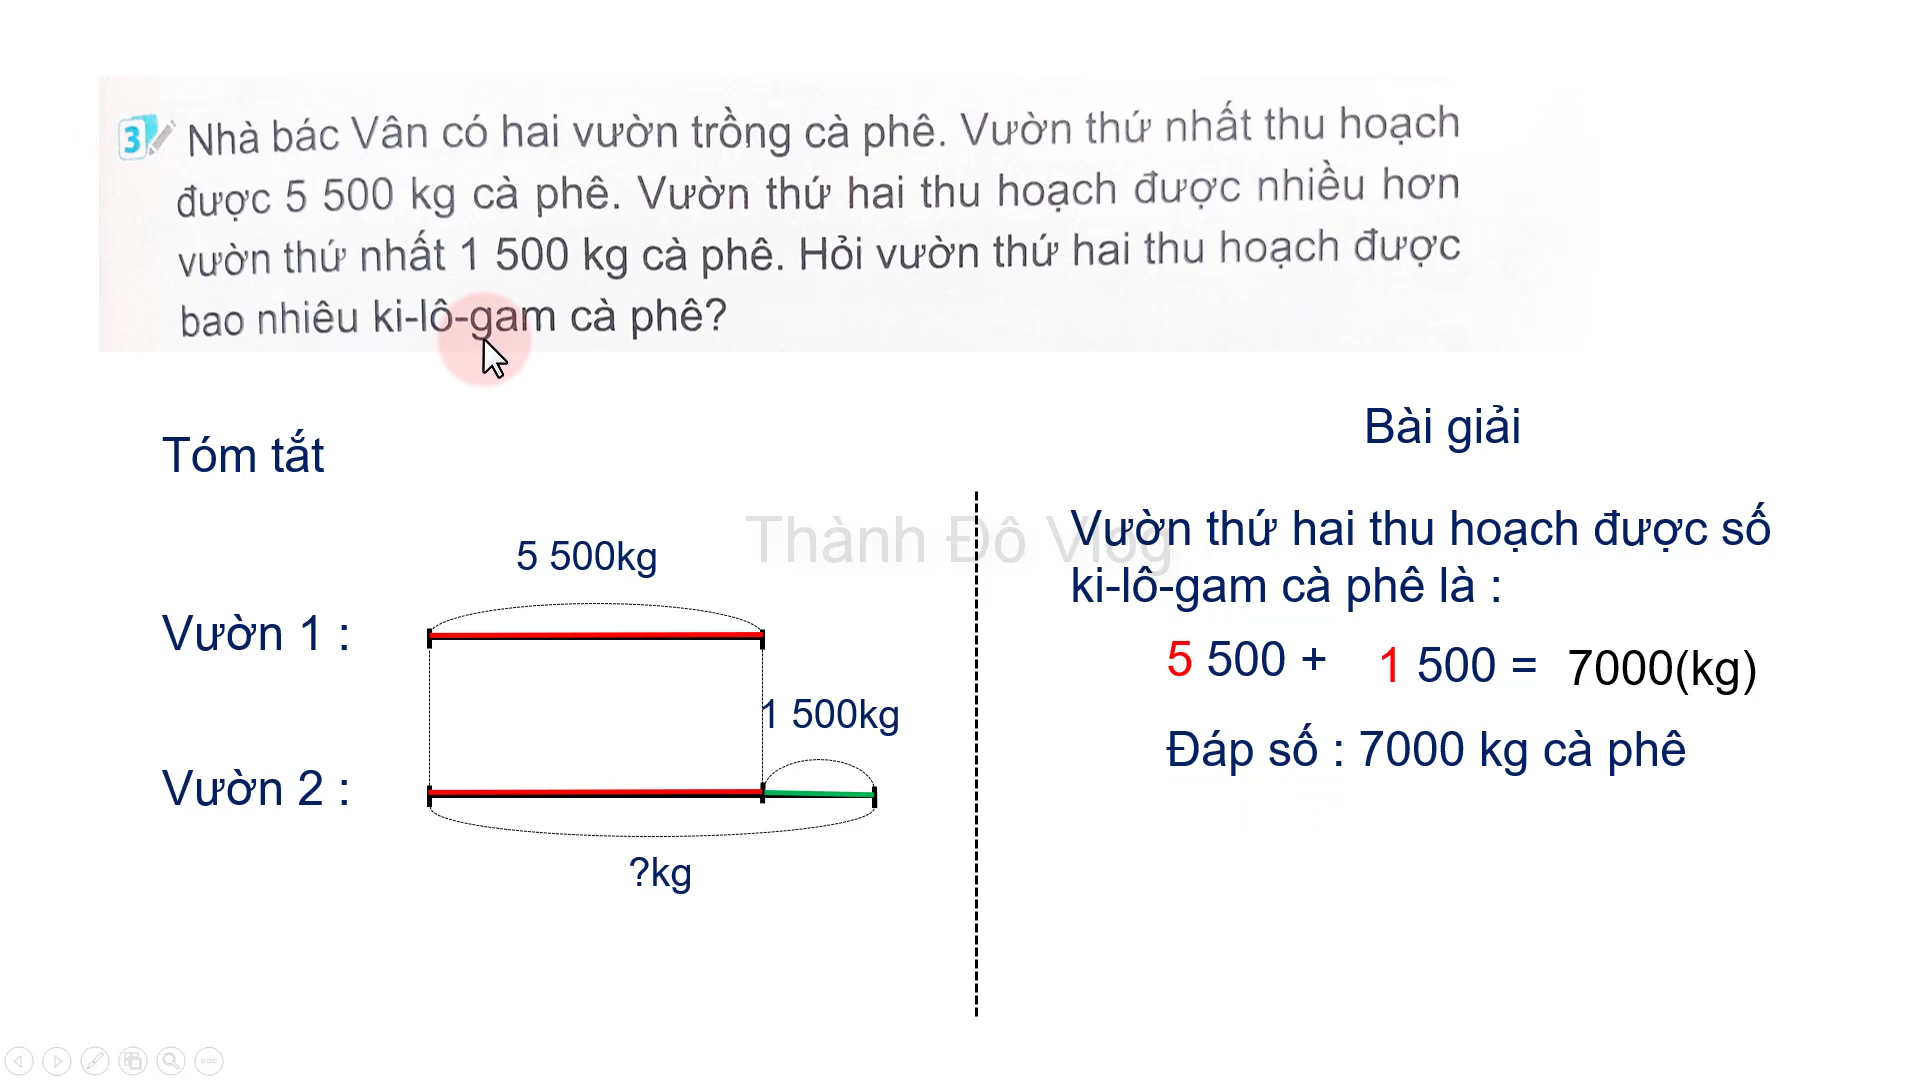 3 Nhà bác Vân có hai vườn trồng cà phê. Vườn thứ nhất thu hoạch
được 5 500 kg cà phê. Vườn thứ hai thu hoạch được nhiều hơn
vườn thứ nhất 1 500 kg cà phê. Hỏi vườn thứ hai thu hoạch được
bao nhiêu ki-lô-gam cà phê?
Tóm tắt
5 500kg
Vườn 1 :
1 500kg
Vườn 2 :
?kg
Thành Đô Vlog
Bài giải
Vườn thứ hai thu hoạch được số
ki-lô-gam cà phê là :
5 500 + 1 500 = 7000(kg)
Đáp số : 7000 kg cà phê